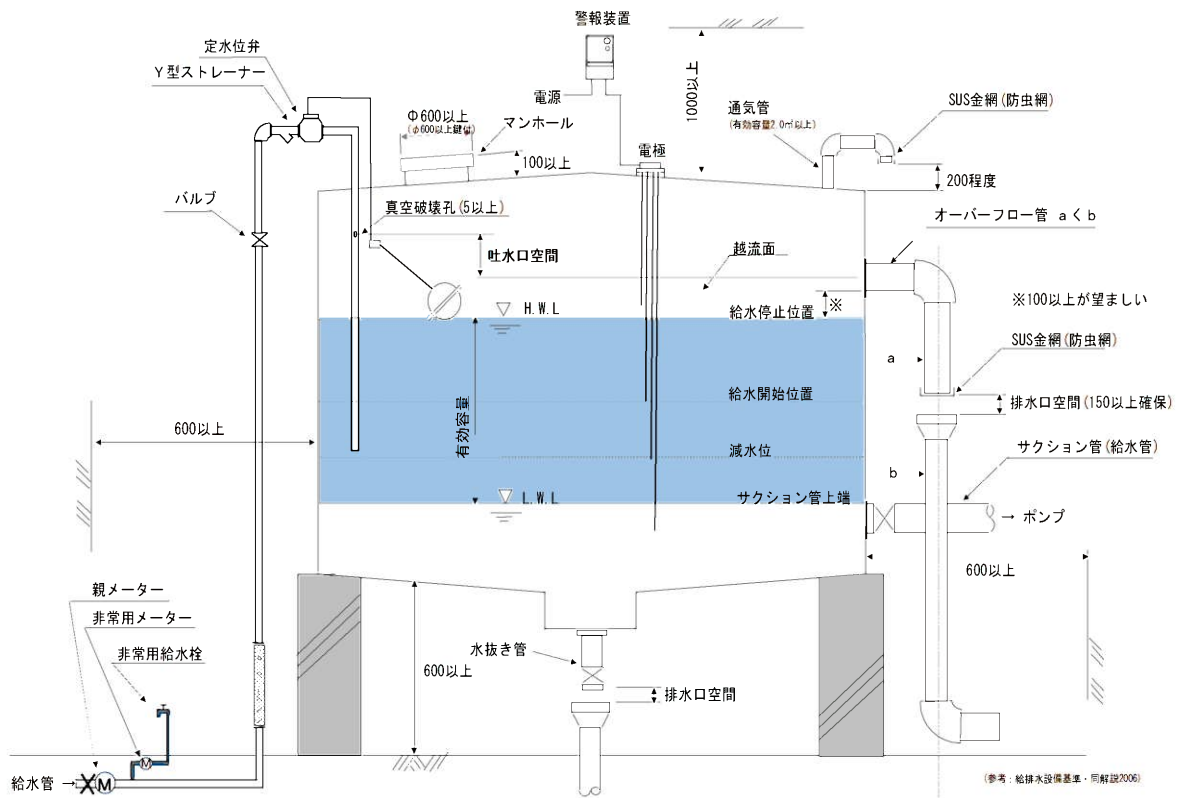 警報装置
定水位弁
Y型ストレーナー
電源
1000以上
通気管
(有効容量2.0㎥以上)
SUS金網(防虫網)
Φ600以上
(φ600以上鍵付)
マンホール
100以上
電極
200程度
バルブ
真空破壊孔(5以上)
オーバーフロー管 a<b
吐水口空間
越流面
H.W.L
給水停止位置
※
※100以上が望ましい
SUS金網(防虫網)
a
給水開始位置
排水口空間(150以上確保)
有効容量
600以上
減水位
サクション管(給水管)
b
L.W.L
サクション管上端
→ ポンプ
600以上
親メーター
非常用メーター
非常用給水栓
水抜き管
600以上
排水口空間
M
給水管 →
M
(参考:給排水設備基準・同解説2006)